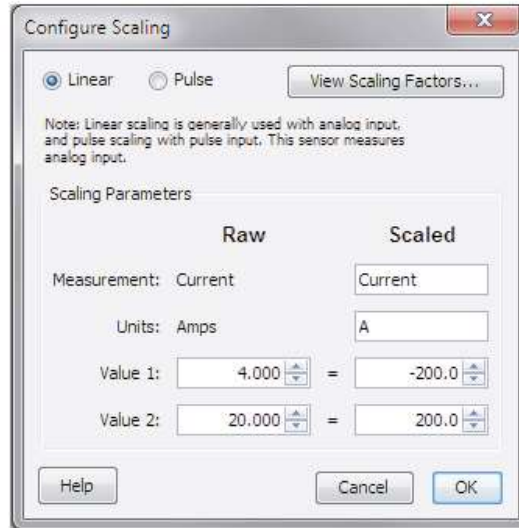 Configure Scaling
Linear Pulse View Scaling Factors...
Note: Linear scaling is generally used with analog input,
and pulse scaling with pulse input. This sensor measures
analog input.
Scaling Parameters
Raw Scaled
Measurement: Current Current
Units: Amps A
Value 1: 4.000 = -200.0
Value 2: 20.000 = 200.0
Help Cancel OK